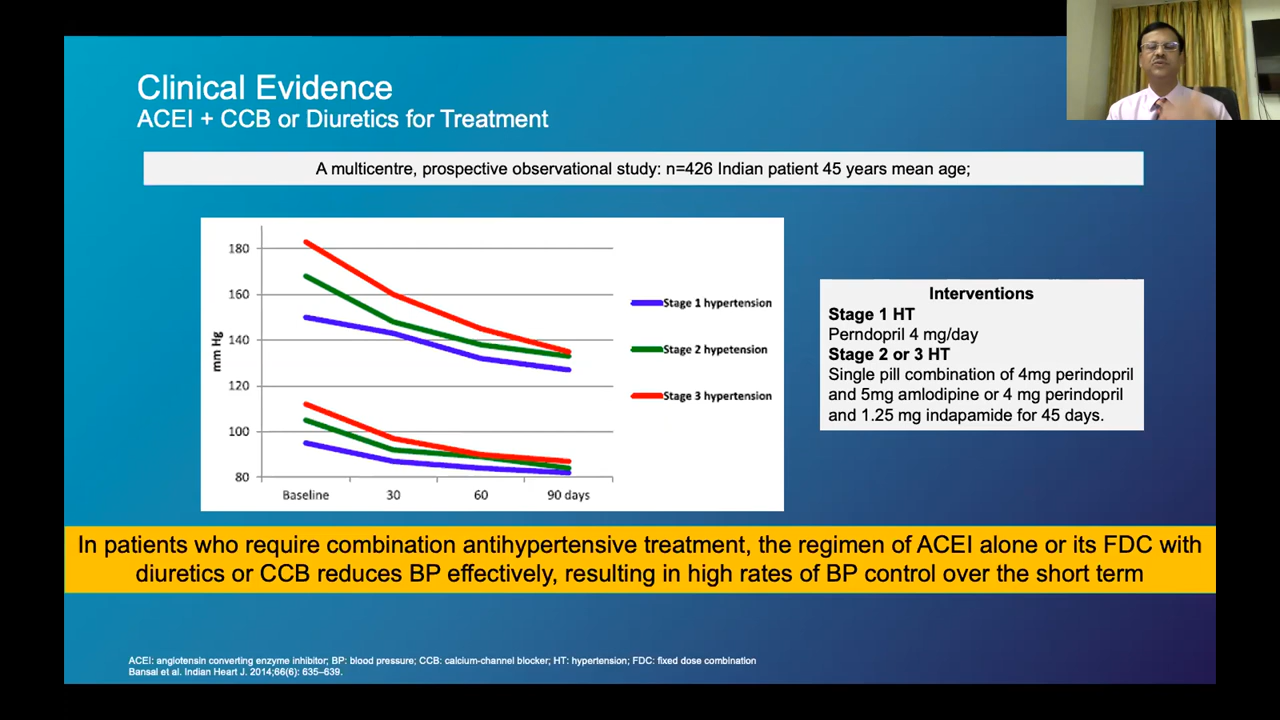 Clinical Evidence
ACEI + CCB or Diuretics for Treatment
A multicentre, prospective observational study: n=426 Indian patient 45 years mean age;
180
160
140
120
100
80
mm Hg
Baseline
30
60
90 days
Stage 1 hypertension
Stage 2 hypetension
Stage 3 hypertension
Interventions
Stage 1 HT
Perndopril 4 mg/day
Stage 2 or 3 HT
Single pill combination of 4mg perindopril
and 5mg amlodipine or 4 mg perindopril
and 1.25 mg indapamide for 45 days.
In patients who require combination antihypertensive treatment, the regimen of ACEI alone or its FDC with
diuretics or CCB reduces BP effectively, resulting in high rates of BP control over the short term
ACEI: angiotensin converting enzyme inhibitor; BP: blood pressure; CCB: calcium-channel blocker; HT: hypertension; FDC: fixed dose combination
Bansal et al. Indian Heart J. 2014;66(6): 635–639.